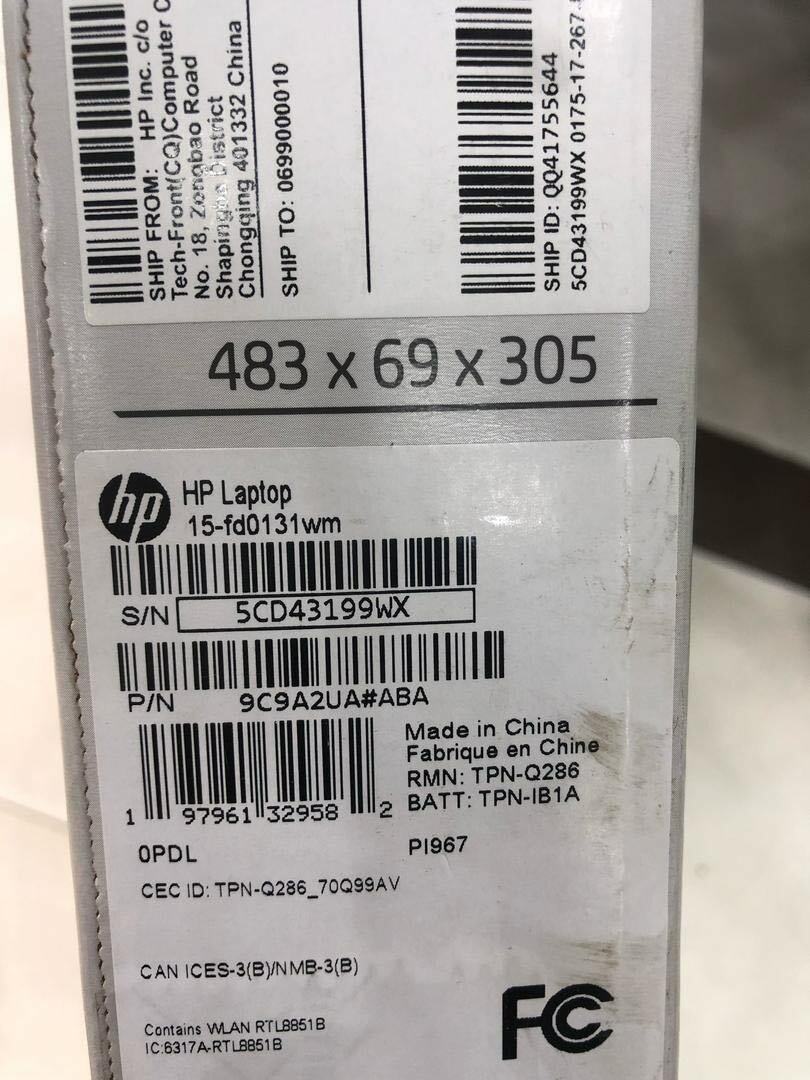 SHIP FROM: HP Inc. c/o
Tech-Front(CQ)Computer C
No. 18, Zongbao Road
Shapingba District
Chongqing 401332 China
SHIP TO: 0699000010
SHIP ID: QQ41755644
5CD43199WX 0175-17-267-
483 x 69 x 305
hp
HP Laptop
15-fd0131wm
S/N 5CD43199WX
P/N 9C9A2UA#ABA
1 97961 32958 2
Made in China
Fabrique en Chine
RMN: TPN-Q286
BATT: TPN-IB1A
0PDL
PI967
CEC ID: TPN-Q286_70Q99AV
CAN ICES-3(B)/NMB-3(B)
Contains WLAN RTL8851B
IC:6317A-RTL8851B
FC